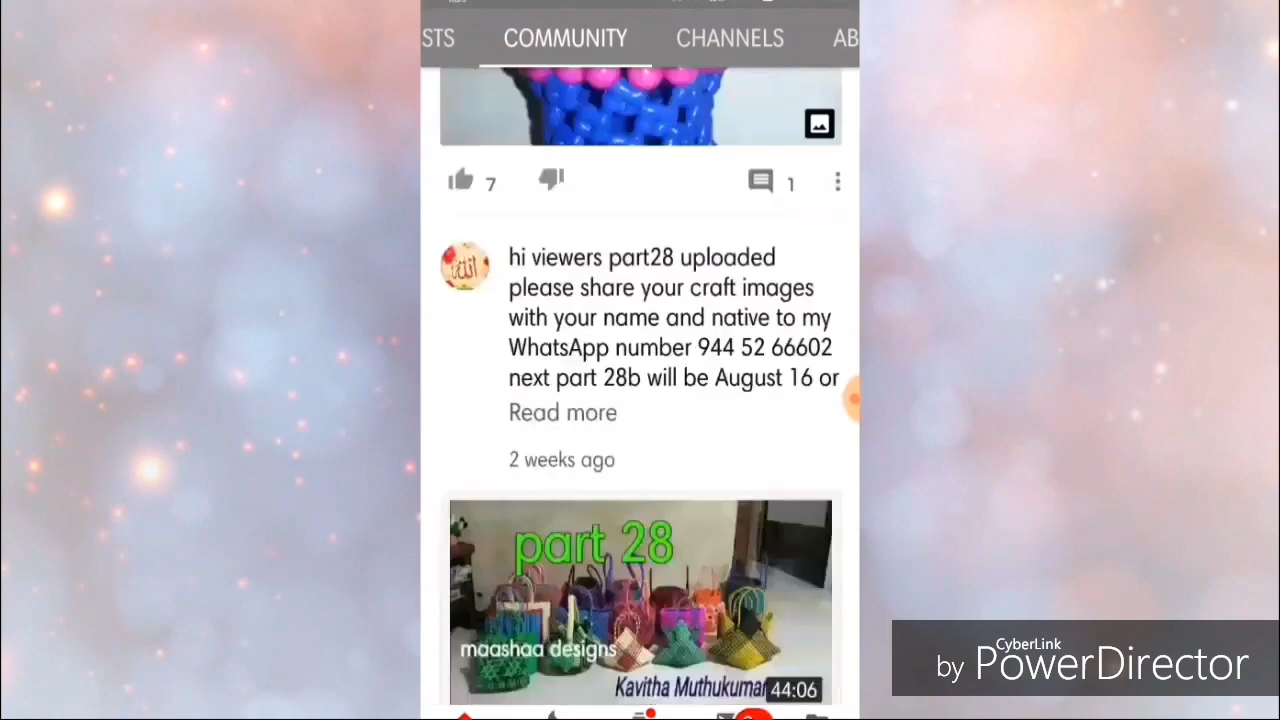 STS COMMUNITY CHANNELS AB
7
1
الله
hi viewers part28 uploaded
please share your craft images
with your name and native to my
WhatsApp number 944 52 66602
next part 28b will be August 16 or
Read more
2 weeks ago
part 28
maashaa designs
Kavitha Muthukumar
44:06
CyberLink
by PowerDirector